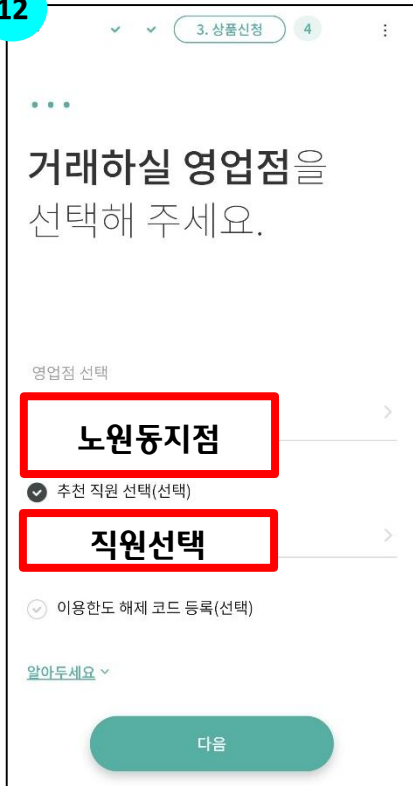 12
3. 상품신청 4
거래하실 영업점을
선택해 주세요.
영업점 선택
노원동지점
추천 직원 선택(선택)
직원선택
이용한도 해제 코드 등록(선택)
알아두세요
다음